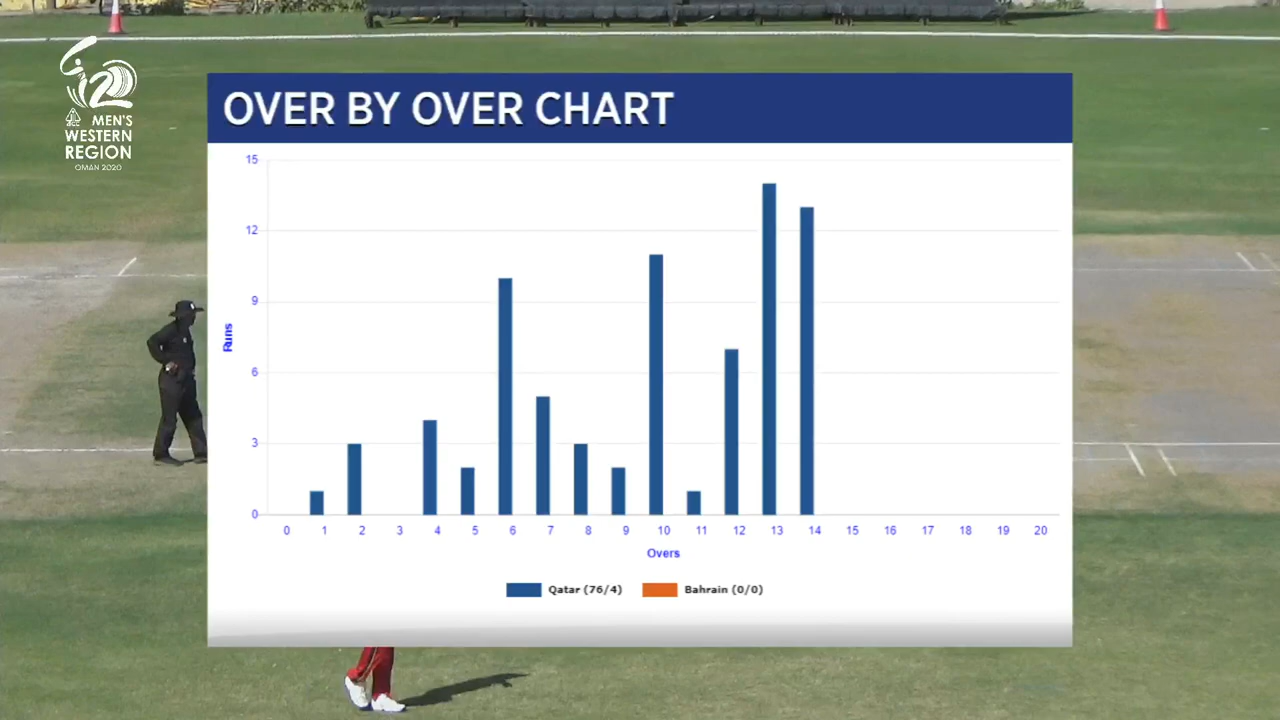 T20
MEN'S
WESTERN
REGION
OMAN 2020
OVER BY OVER CHART
15
12
9
6
3
0
Runs
0 1 2 3 4 5 6 7 8 9 10 11 12 13 14 15 16 17 18 19 20
Overs
Qatar (76/4) Bahrain (0/0)